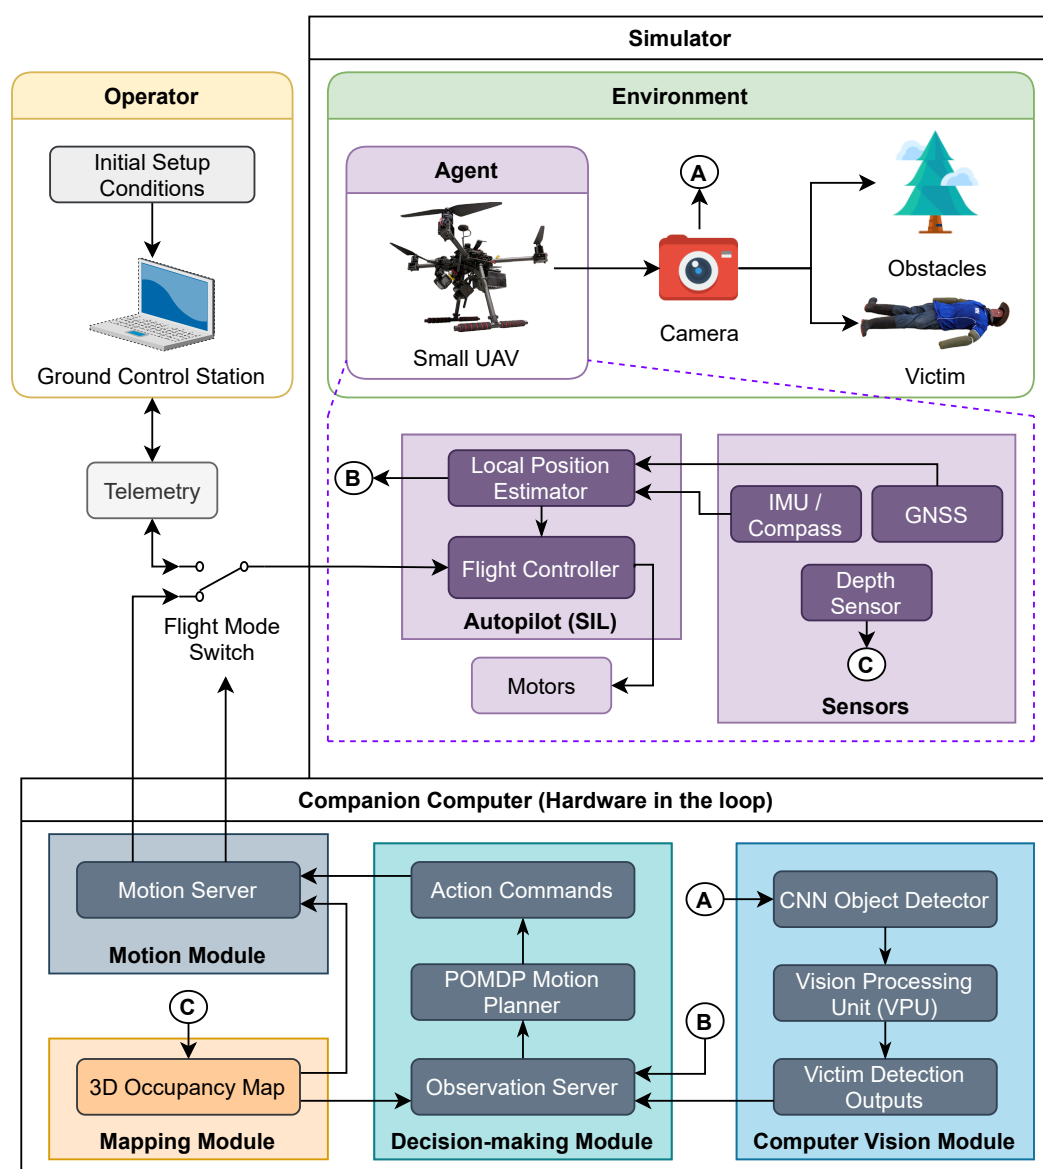 Simulator
Operator
Initial Setup
Conditions
Ground Control Station
Environment
Agent
Small UAV
A
Camera
Obstacles
Victim
Telemetry
Flight Mode
Switch
B
Local Position
Estimator
Flight Controller
Autopilot (SIL)
Motors
IMU /
Compass
GNSS
Depth
Sensor
C
Sensors
Companion Computer (Hardware in the loop)
Motion Server
Motion Module
C
3D Occupancy Map
Mapping Module
Action Commands
POMDP Motion
Planner
Observation Server
Decision-making Module
A
B
CNN Object Detector
Vision Processing
Unit (VPU)
Victim Detection
Outputs
Computer Vision Module